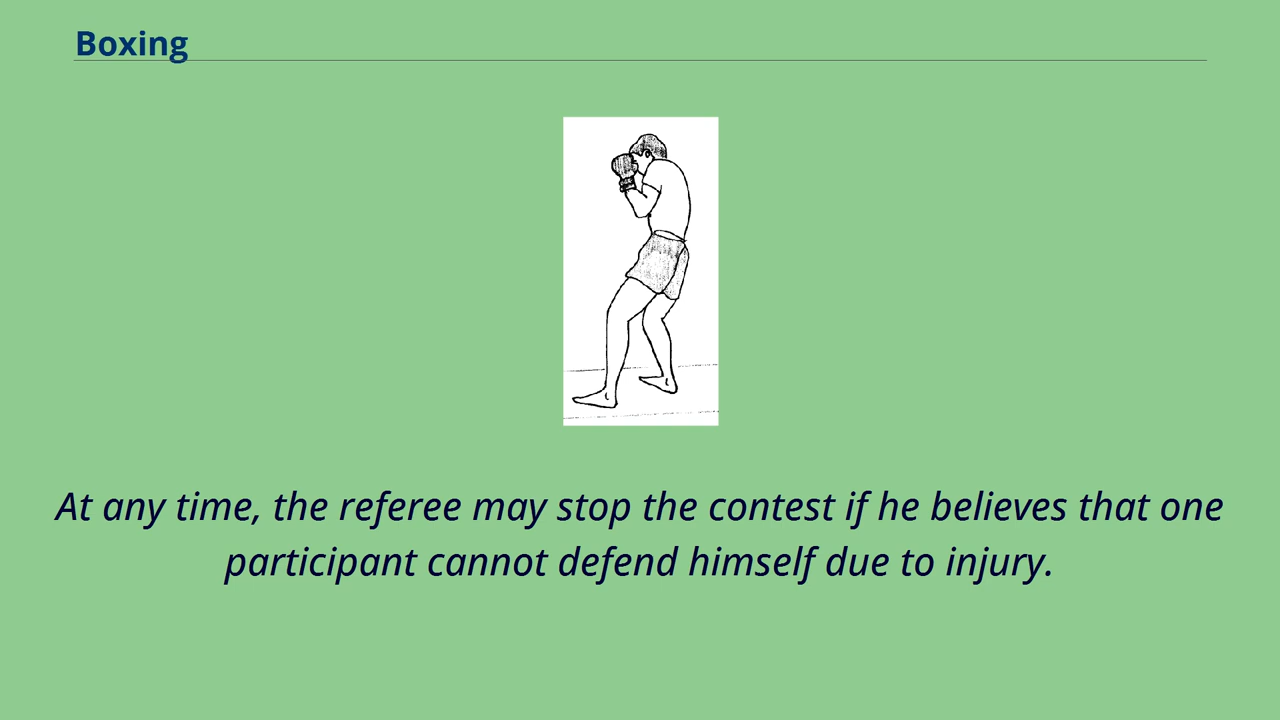 Boxing
At any time, the referee may stop the contest if he believes that one
participant cannot defend himself due to injury.